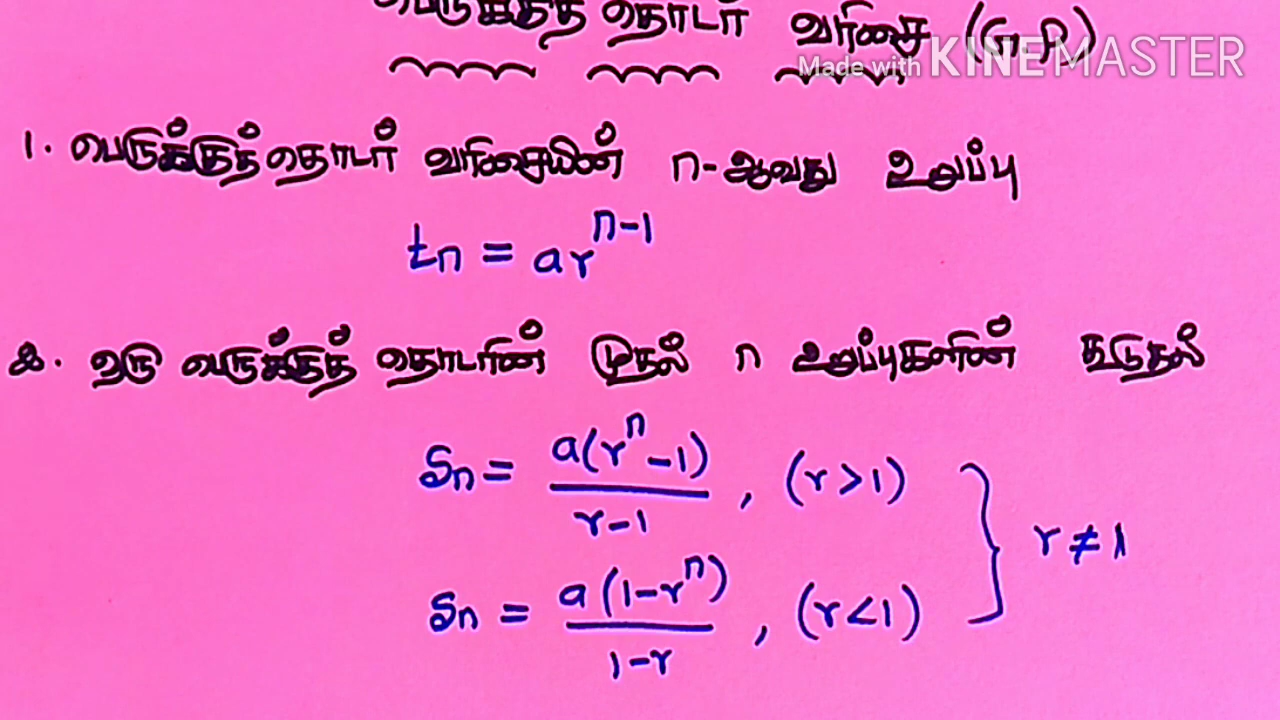 பெருக்குத் தொடர் வரிசை (G.P)
Made with KINEMASTER
1. பெருக்குத்தொடர் வரிசையின் n-ஆவது உறுப்பு
tn = ar^(n-1)
2. ஒரு பெருக்குத் தொடரின் முதல் n உறுப்புகளின் கூடுதல்
Sn = a(r^n - 1) / (r-1), (r>1)
Sn = a(1-r^n) / (1-r), (r<1)
r ≠ 1